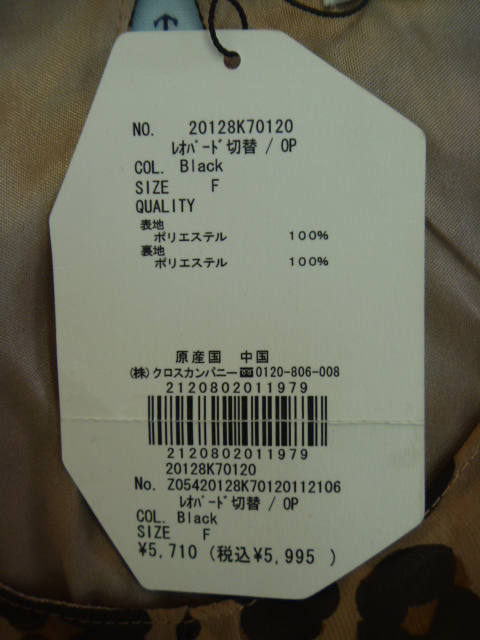 NO. 20128K70120
ﾚｵﾊﾟｰﾄﾞ切替 / OP
COL. Black
SIZE F
QUALITY
表地
ポリエステル 100%
裏地
ポリエステル 100%
原産国 中国
(株)クロスカンパニー☎0120-806-008
2120802011979
2120802011979
20128K70120
No. Z05420128K70120112106
ﾚｵﾊﾟｰﾄﾞ切替 / OP
COL. Black
SIZE F
¥5,710 (税込¥5,995 )